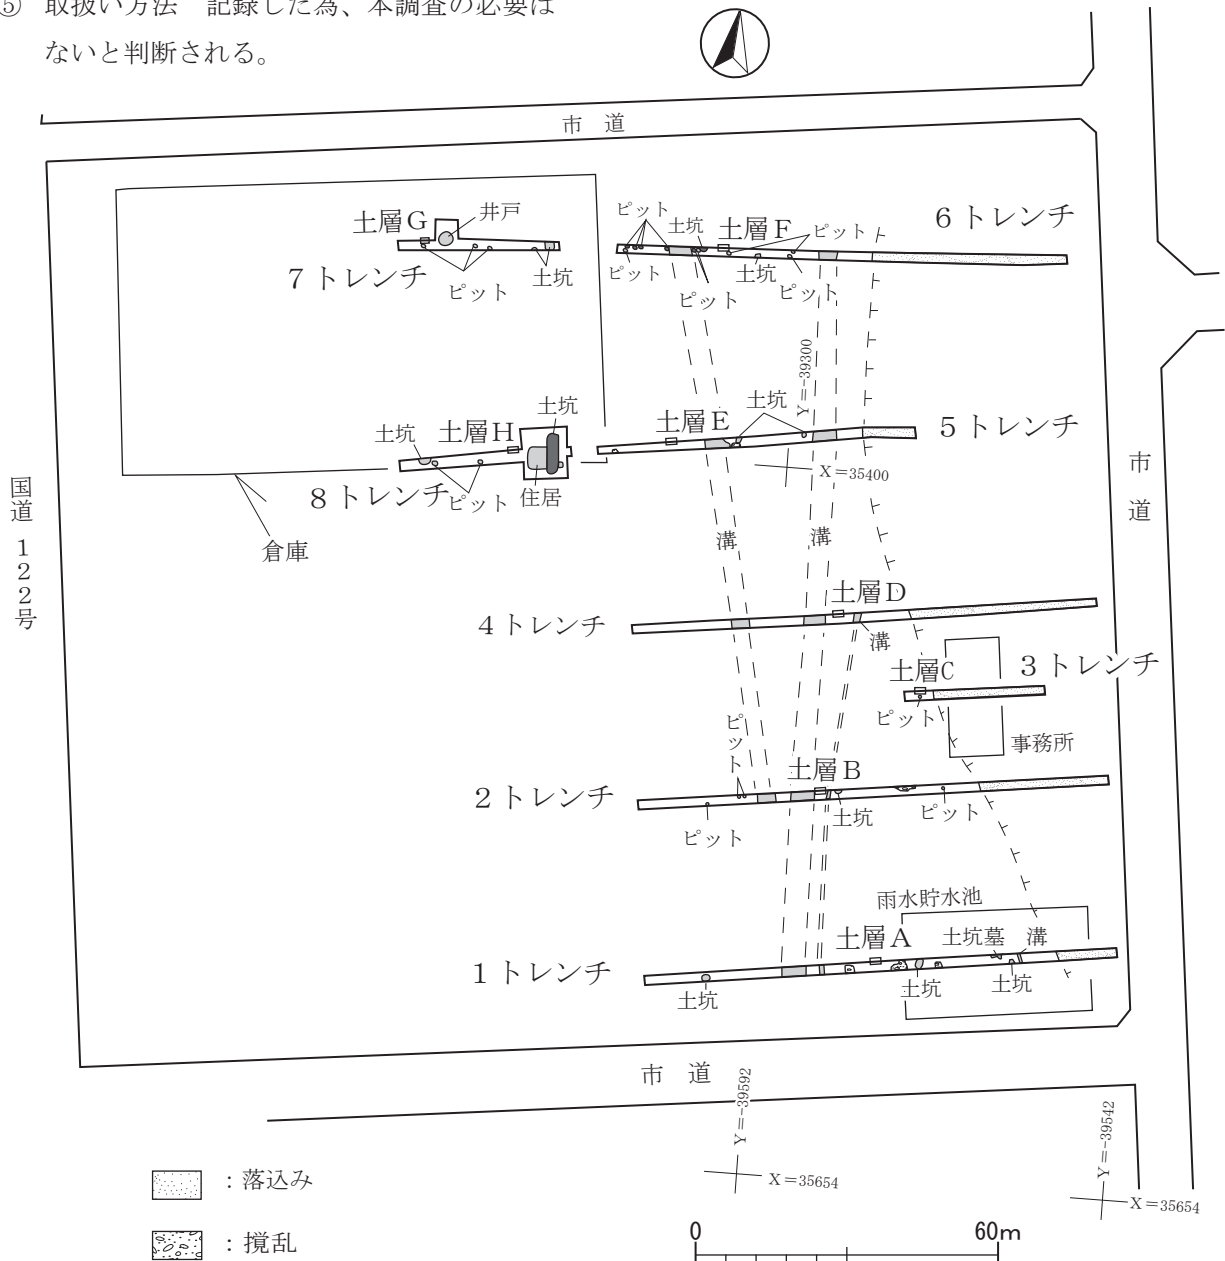 ⑤ 取扱い方法 記録した為、本調査の必要は
ないと判断される。
市 道
土層G
井戸
7トレンチ
ピット
土坑
ピット
土坑
土層F
ピット
6トレンチ
ピット
ピット
土坑
ピット
Y=-39300
土坑
土層H
土坑
8トレンチ
ピット
住居
土層E
土坑
5トレンチ
X=35400
倉庫
国道122号
市道
溝
溝
4トレンチ
土層D
溝
土層C
3トレンチ
ピット
事務所
ピット
土層B
2トレンチ
ピット
土坑
ピット
雨水貯水池
土層A
土坑墓
溝
1トレンチ
土坑
土坑
土坑
市 道
Y=-39592
X=35654
Y=-39542
X=35654
:落込み
:撹乱
0
60m